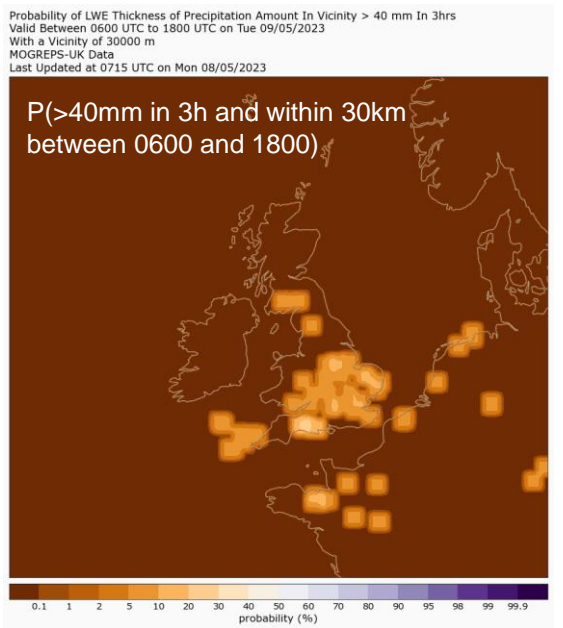 Probability of LWE Thickness of Precipitation Amount In Vicinity > 40 mm In 3hrs
Valid Between 0600 UTC to 1800 UTC on Tue 09/05/2023
With a Vicinity of 30000 m
MOGREPS-UK Data
Last Updated at 0715 UTC on Mon 08/05/2023
P(>40mm in 3h and within 30km
between 0600 and 1800)
0.1 1 2 5 10 20 30 40 50 60 70 80 90 95 98 99 99.9
probability (%)